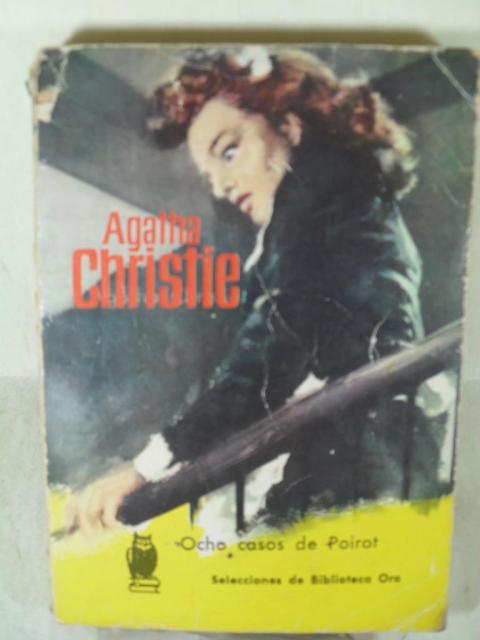 Agatha
Christie
Ocho casos de Poirot
Selecciones de Biblioteca Oro